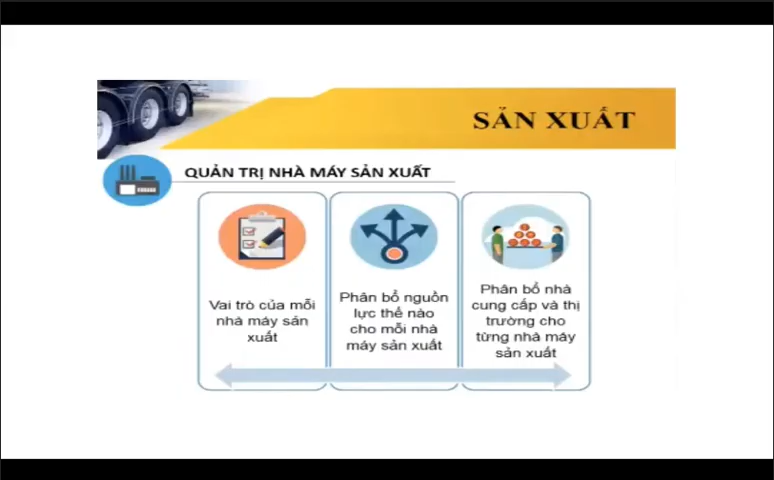 SẢN XUẤT
QUẢN TRỊ NHÀ MÁY SẢN XUẤT
Vai trò của mỗi
nhà máy sản
xuất
Phân bổ nguồn
lực thế nào
cho mỗi nhà
máy sản xuất
Phân bổ nhà
cung cấp và thị
trường cho
từng nhà máy
sản xuất